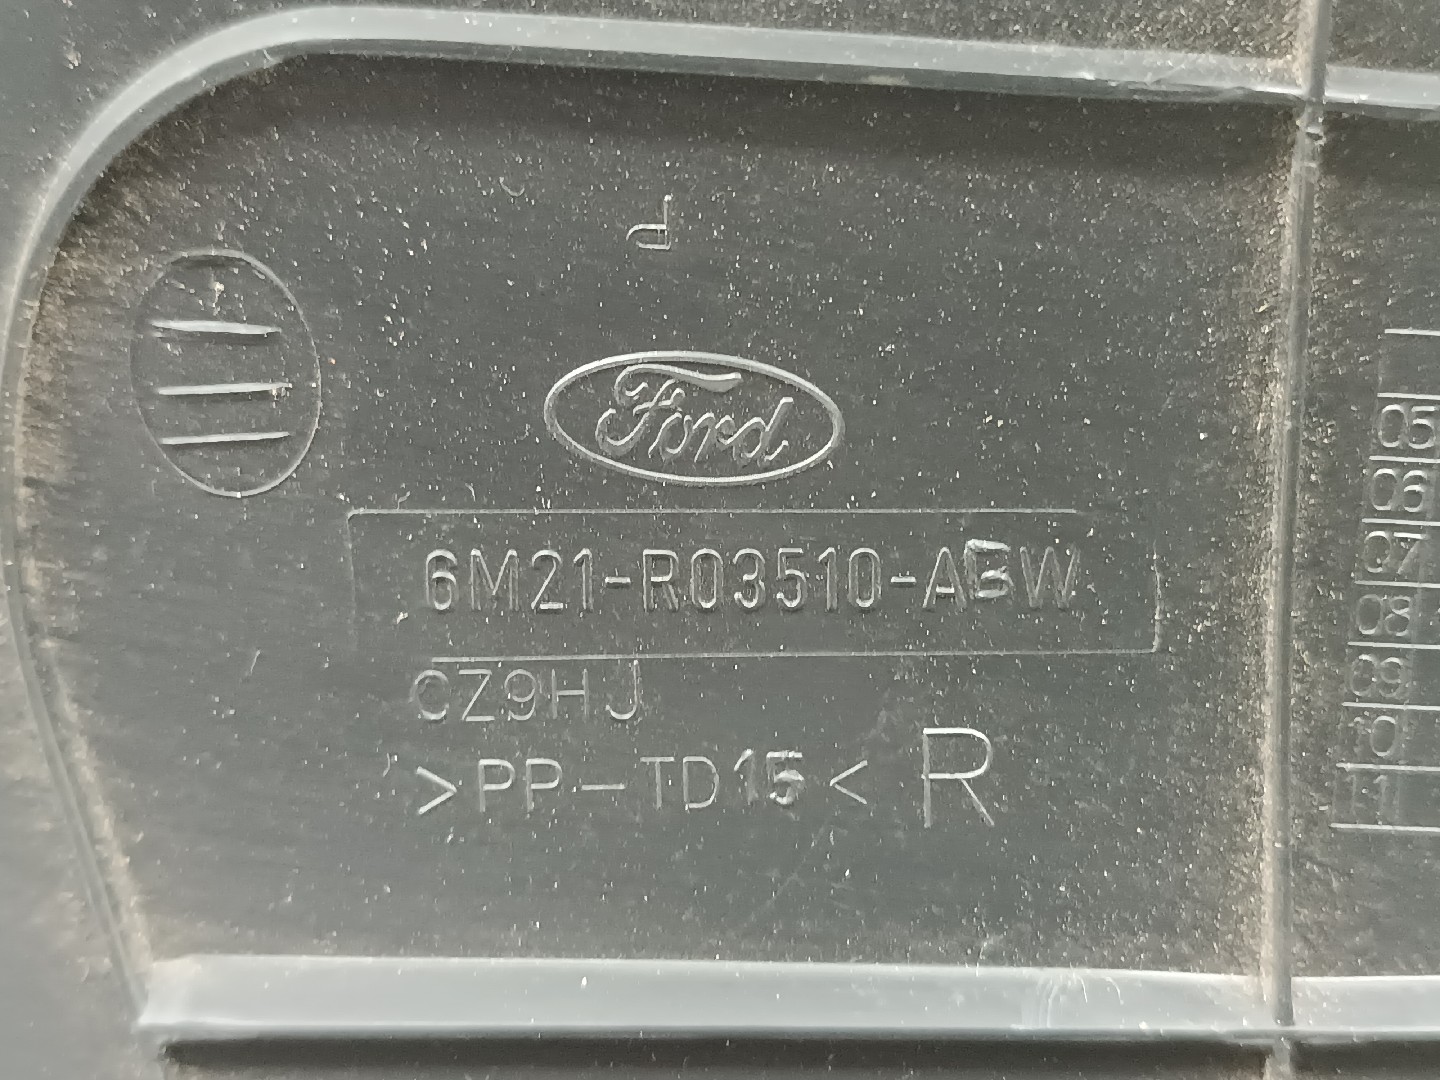 P
Ford
6M21-R03510-ABW
CZ9HJ
>PP-TD15< R
05
06
07
08
09
10
11